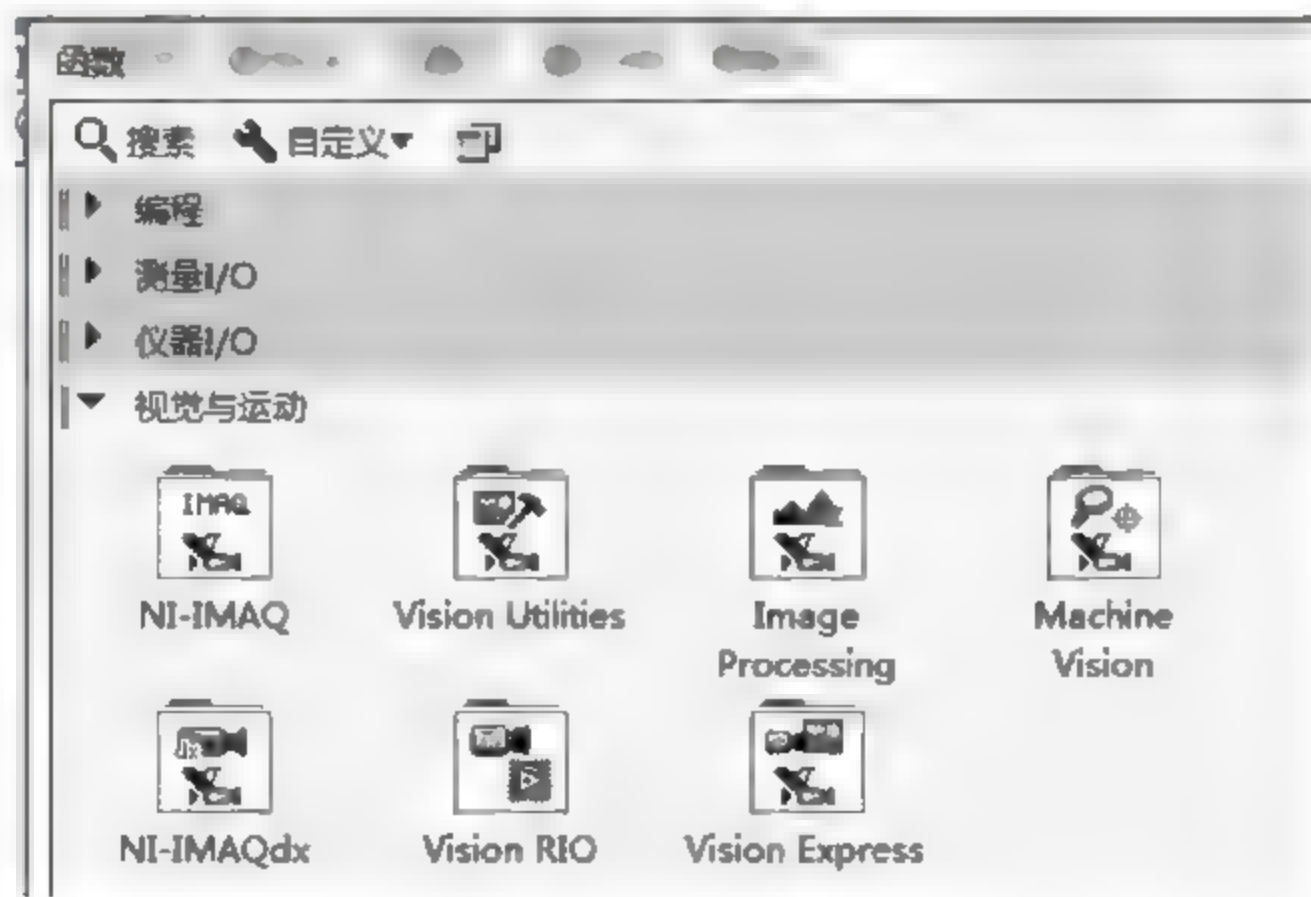 函数
搜索 自定义
编程
测量I/O
仪器I/O
视觉与运动
IMAQ
NI-IMAQ Vision Utilities Image Processing Machine Vision
dx
NI-IMAQdx Vision RIO Vision Express